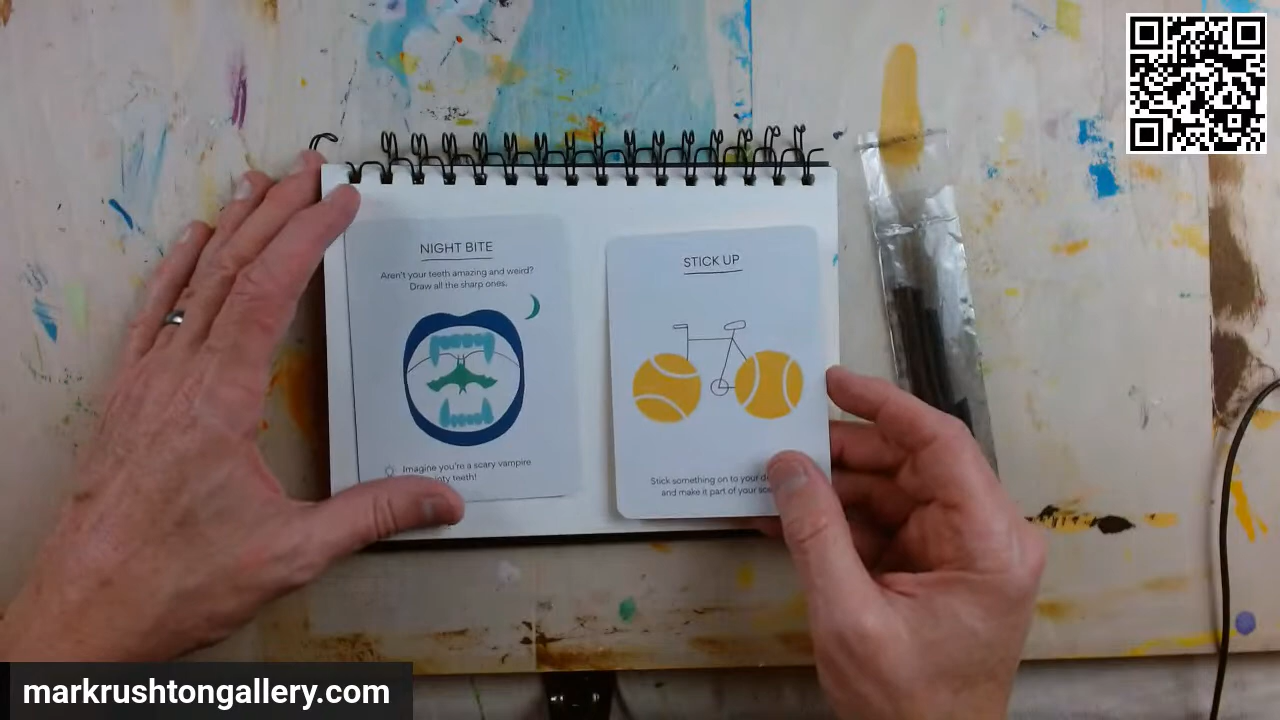 NIGHT BITE
Aren't your teeth amazing and weird?
Draw all the sharp ones.
Imagine you're a scary vampire
teeth!
STICK UP
Stick something on to your
and make it part of your
markrushtongallery.com